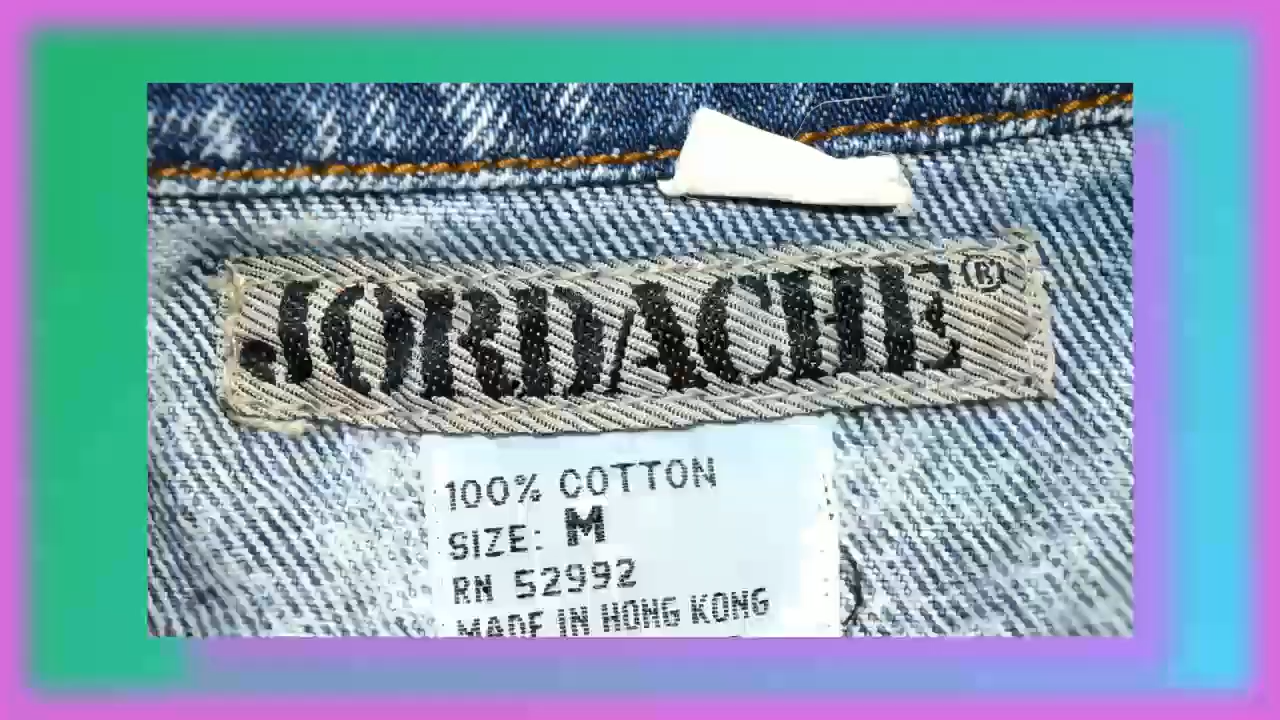 JORDACHE®
100% COTTON
SIZE: M
RN 52992
MADE IN HONG KONG